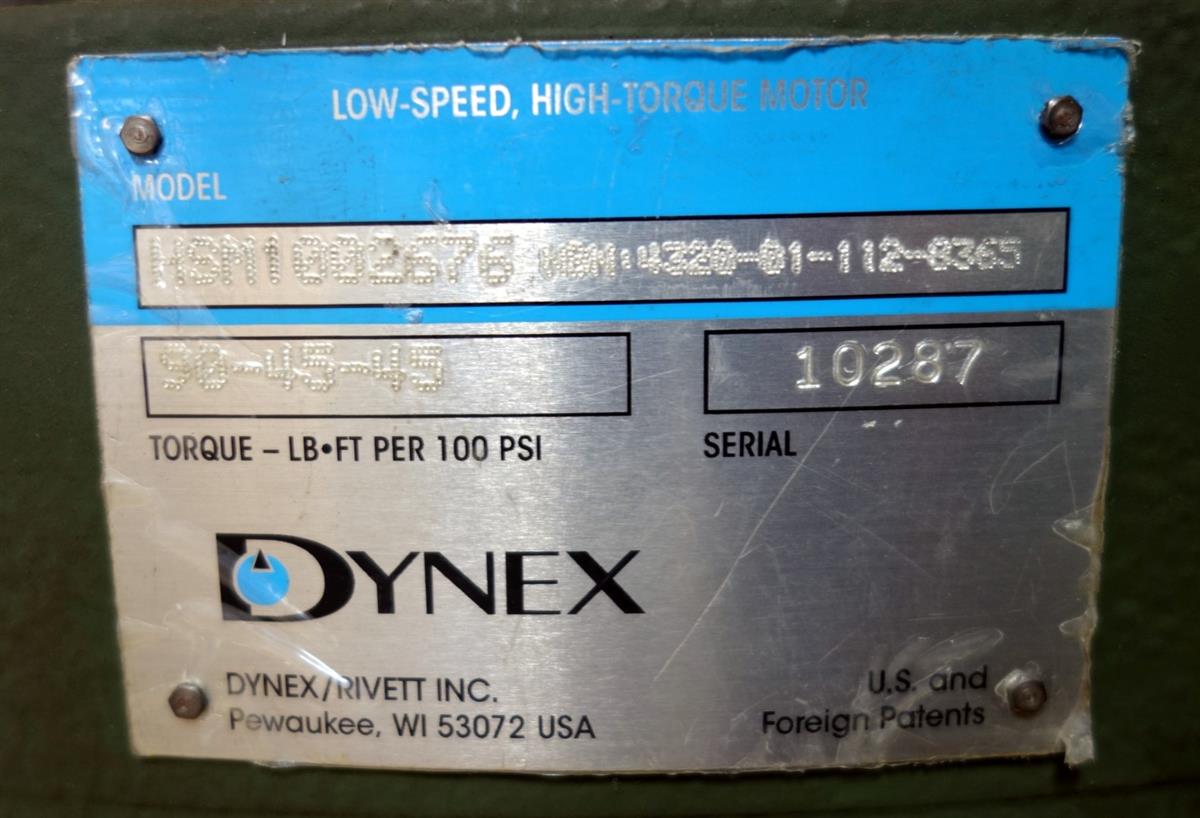 LOW-SPEED, HIGH-TORQUE MOTOR
MODEL
HSM1002676 NSN:4320-01-112-8365
90-45-45
10287
TORQUE – LB•FT PER 100 PSI
SERIAL
DYNEX
DYNEX/RIVETT INC.
Pewaukee, WI 53072 USA
U.S. and
Foreign Patents